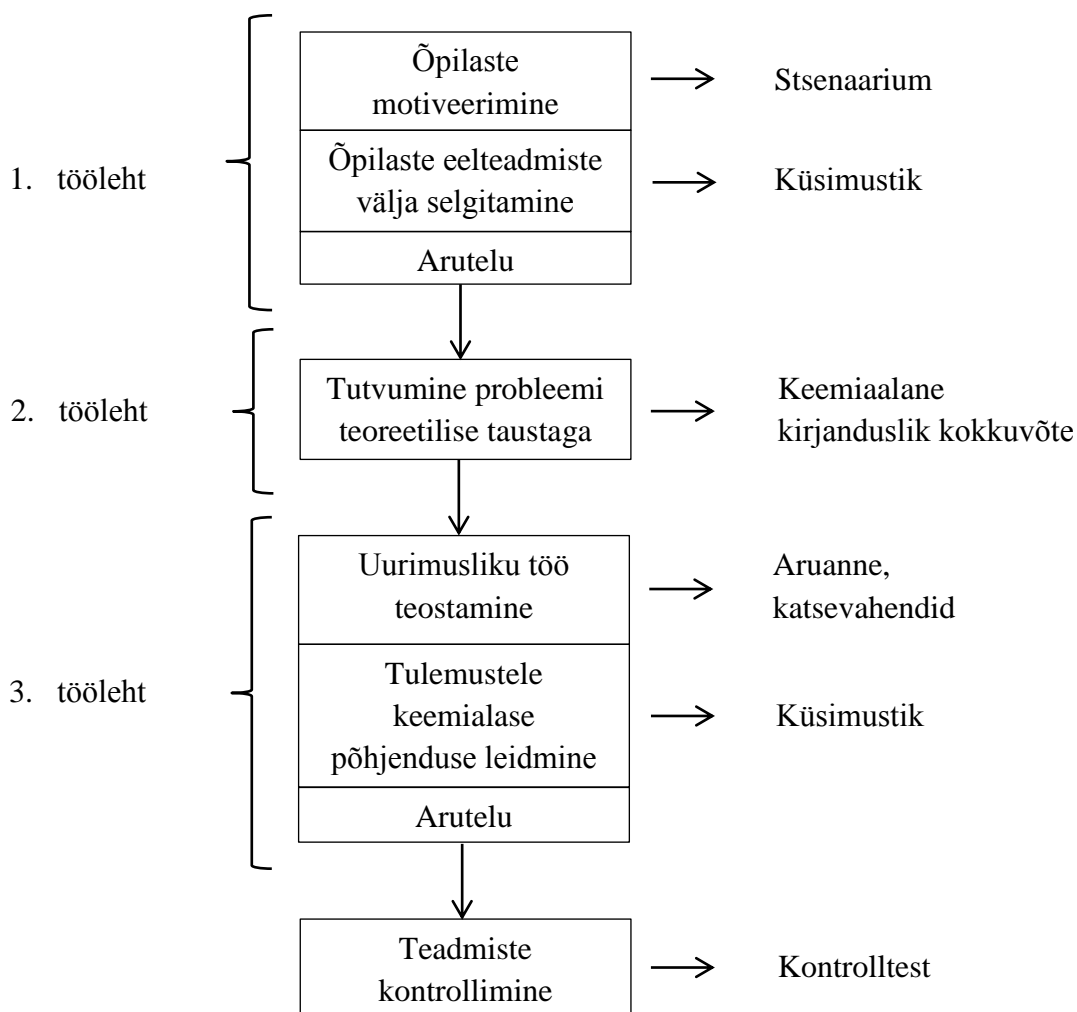 Õpilaste
motiveerimine
Stsenaarium
1. tööleht
Õpilaste eelteadmiste
välja selgitamine
Küsimustik
Arutelu
2. tööleht
Tutvumine probleemi
teoreetilise taustaga
Keemiaalane
kirjanduslik kokkuvõte
Uurimusliku töö
teostamine
Aruanne,
katsevahendid
3. tööleht
Tulemustele
keemialase
põhjenduse leidmine
Küsimustik
Arutelu
Teadmiste
kontrollimine
Kontrolltest